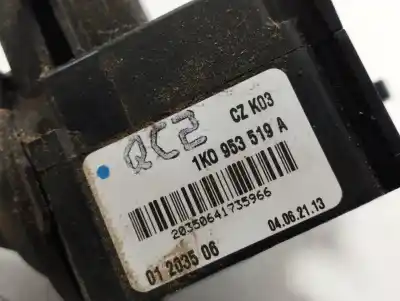 QC2
CZ K03
1K0 953 519 A
20350641735966
01 2035 06
04.06.21.13